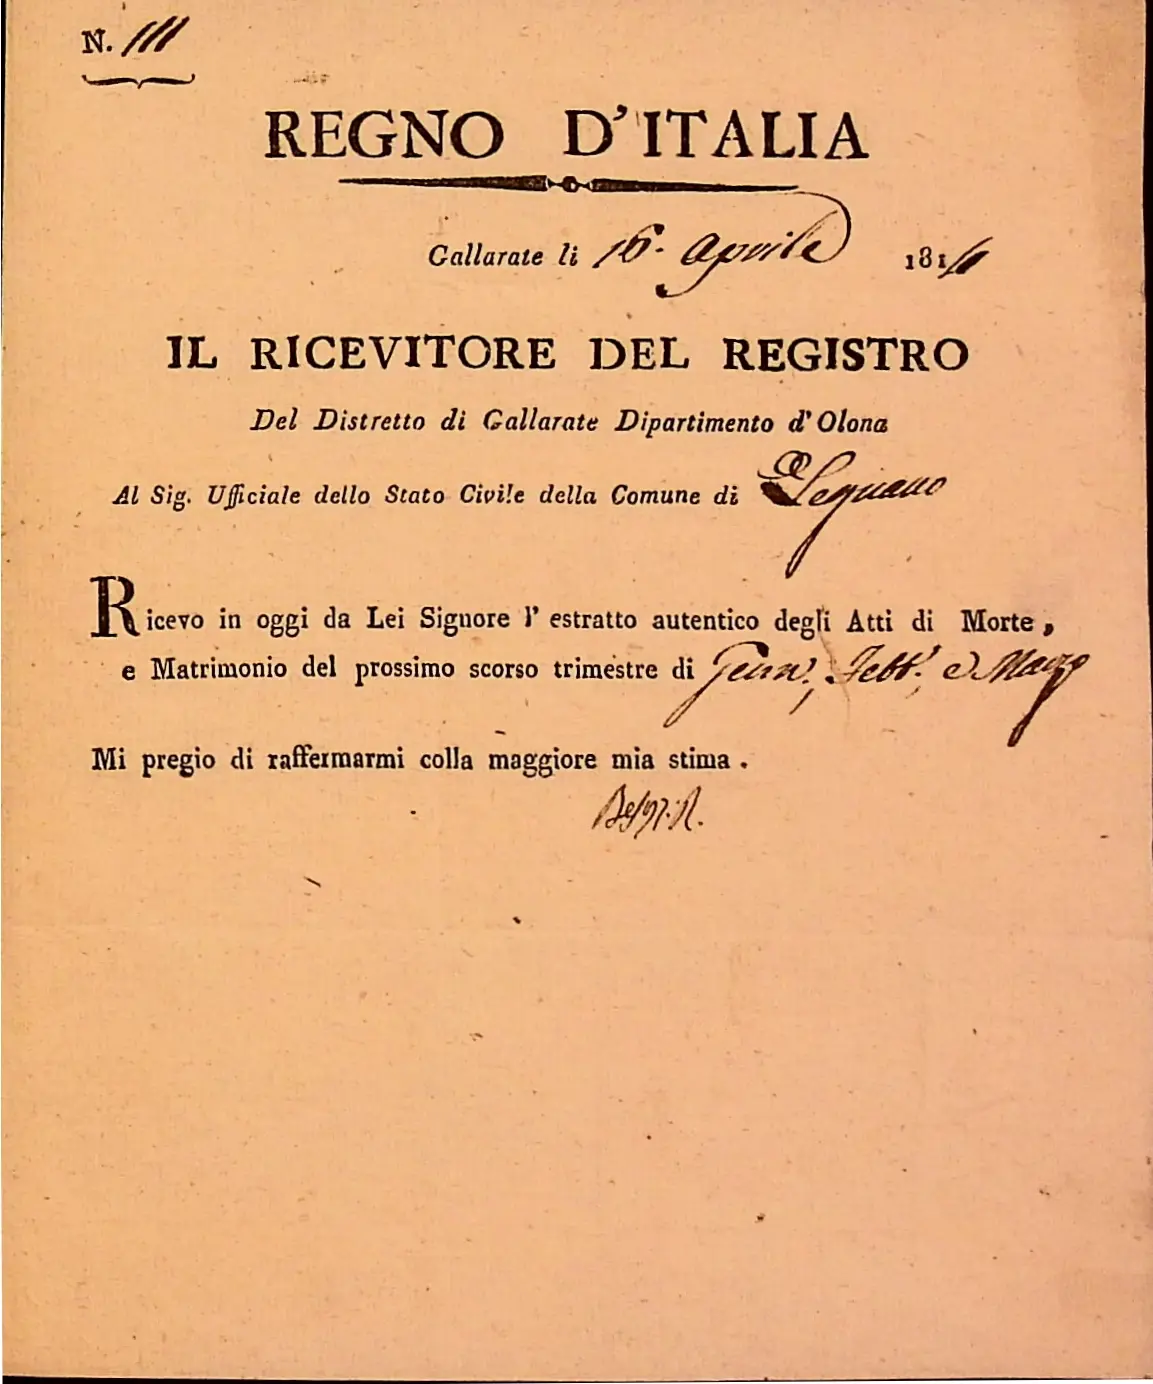 N. 111
REGNO D'ITALIA
Gallarate li 16. Aprile 1811
IL RICEVITORE DEL REGISTRO
Del Distretto di Gallarate Dipartimento d'Olona
Al Sig. Ufficiale dello Stato Civile della Comune di Legnano
Ricevo in oggi da Lei Signore l' estratto autentico degli Atti di Morte,
e Matrimonio del prossimo scorso trimestre di Genn.', Febb.', e Marzo
Mi pregio di raffermarmi colla maggiore mia stima.